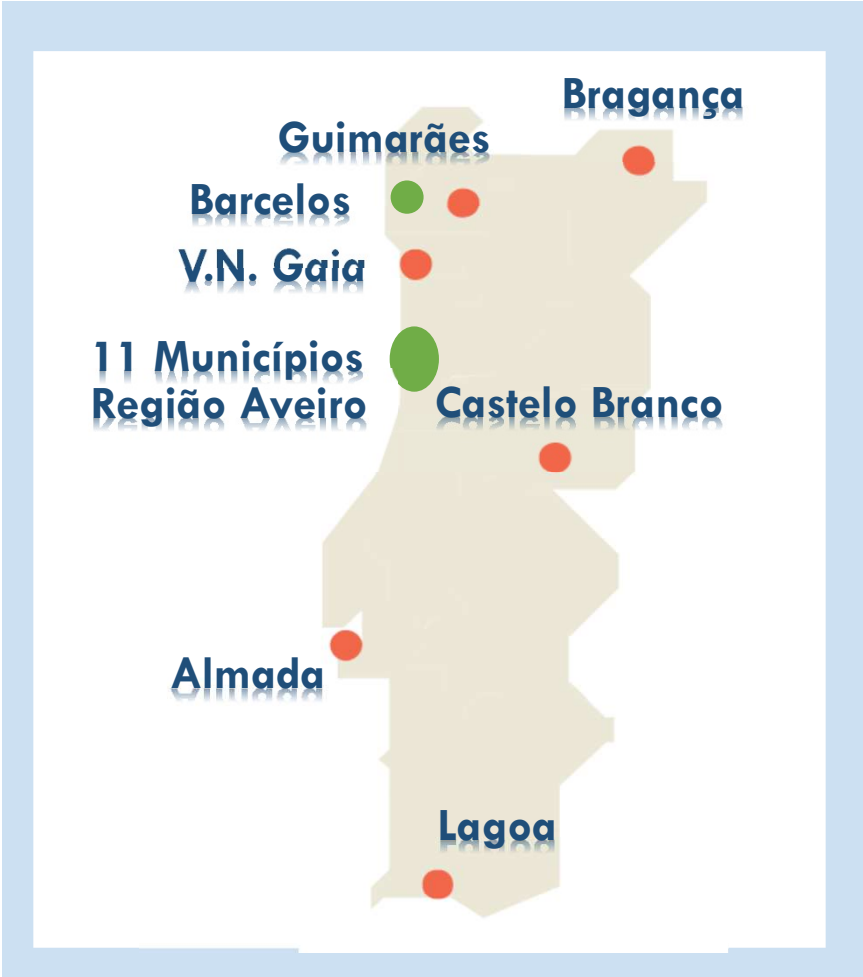 Bragança
Guimarães
Barcelos
V.N. Gaia
11 Municípios
Região Aveiro
Castelo Branco
Almada
Lagoa